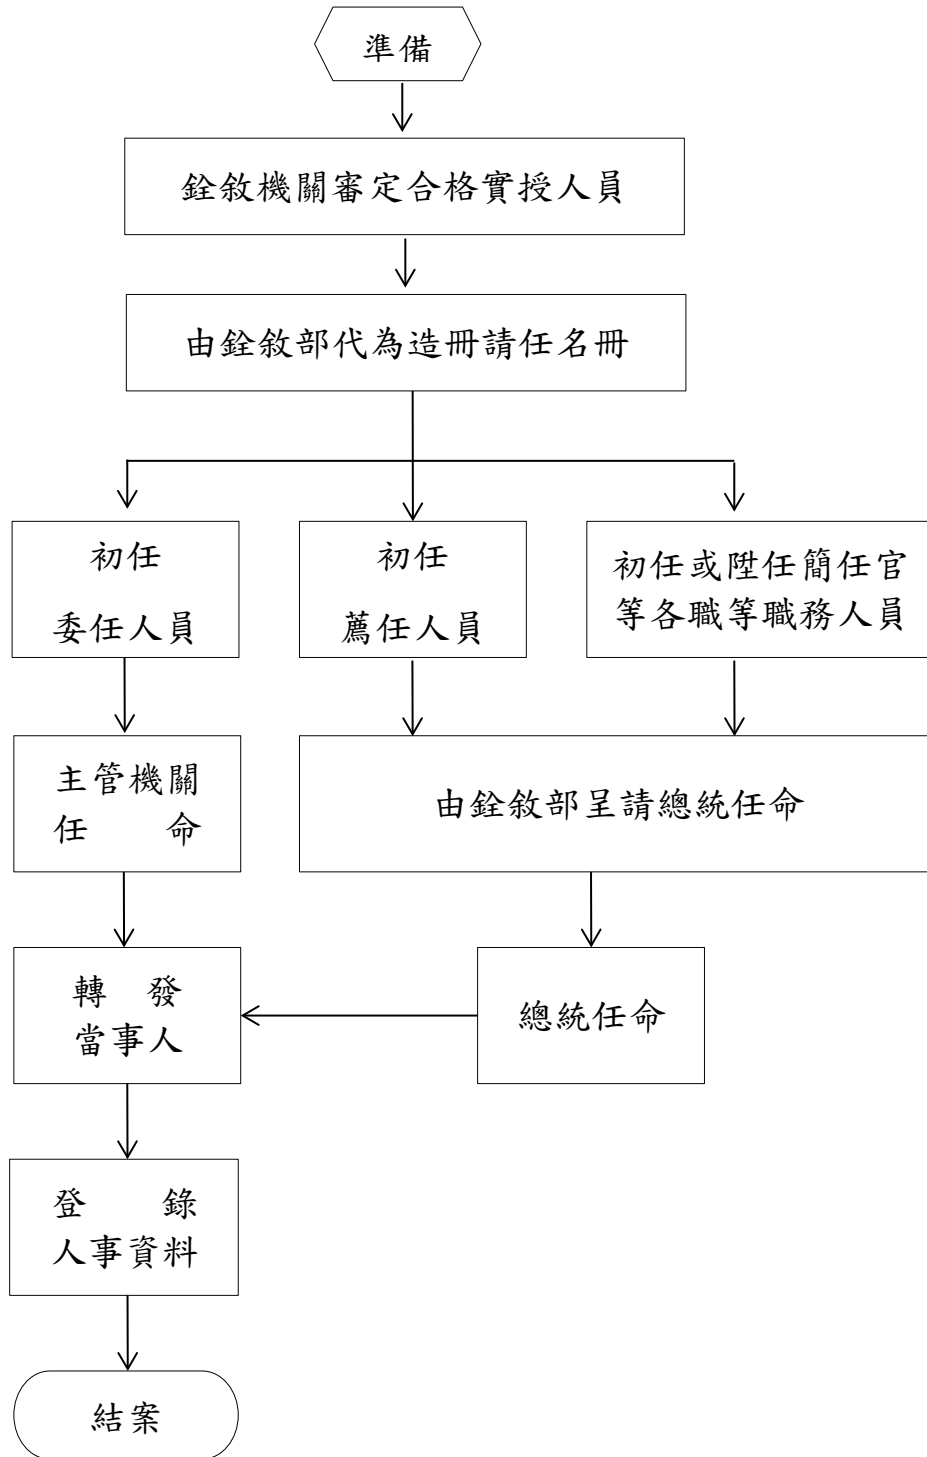 準備
銓敘機關審定合格實授人員
由銓敘部代為造冊請任名冊
初任
委任人員
初任
薦任人員
初任或陞任簡任官
等各職等職務人員
主管機關
任　　命
由銓敘部呈請總統任命
轉　發
當事人
總統任命
登　　錄
人事資料
結案